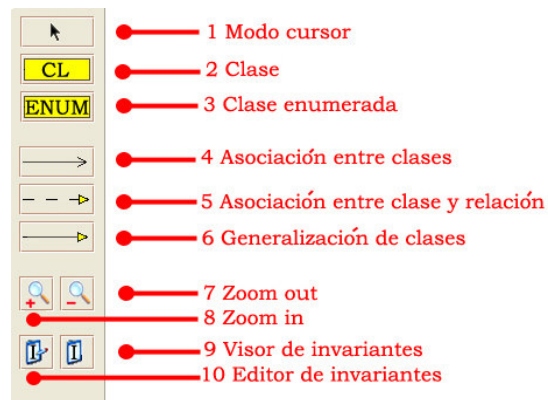 1 Modo cursor
CL
2 Clase
ENUM
3 Clase enumerada
4 Asociación entre clases
5 Asociación entre clase y relación
6 Generalización de clases
7 Zoom out
8 Zoom in
I I
9 Visor de invariantes
10 Editor de invariantes